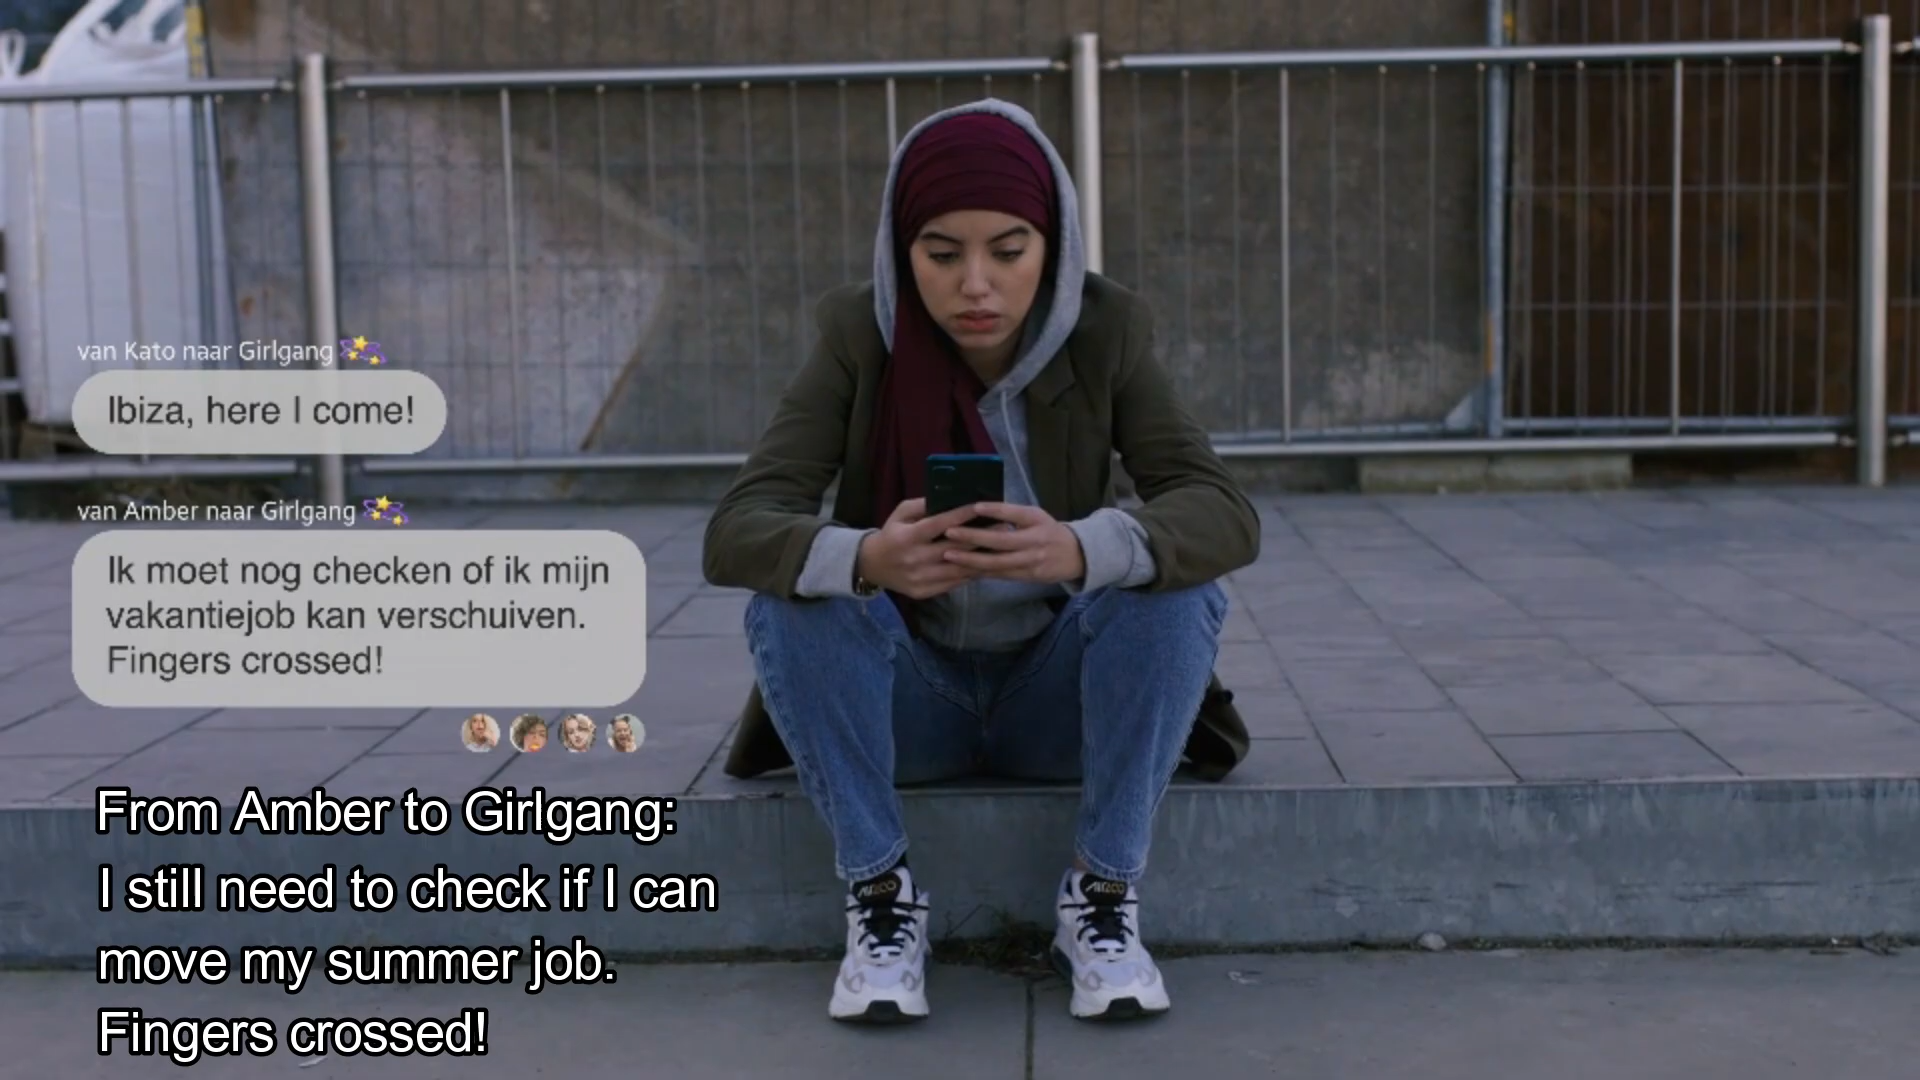 van Kato naar Girlgang
Ibiza, here I come!
van Amber naar Girlgang
Ik moet nog checken of ik mijn
vakantiejob kan verschuiven.
Fingers crossed!
From Amber to Girlgang:
I still need to check if I can
move my summer job.
Fingers crossed!